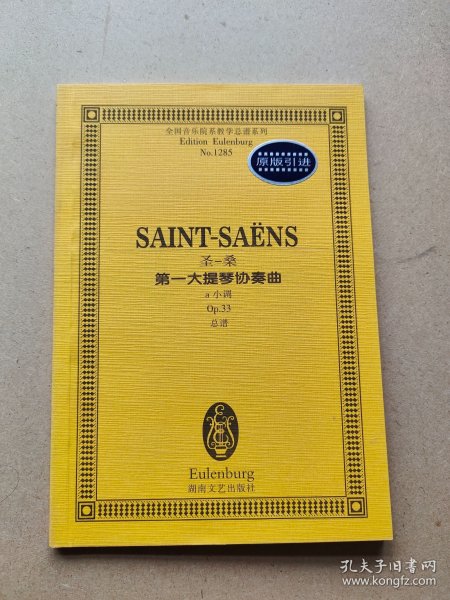 全国音乐院系教学总谱系列
Edition Eulenburg
No.1285
原版引进
SAINT-SAËNS
圣-桑
第一大提琴协奏曲
a 小调
Op.33
总谱
Eulenburg
湖南文艺出版社
孔夫子旧书网
www.kongfz.com